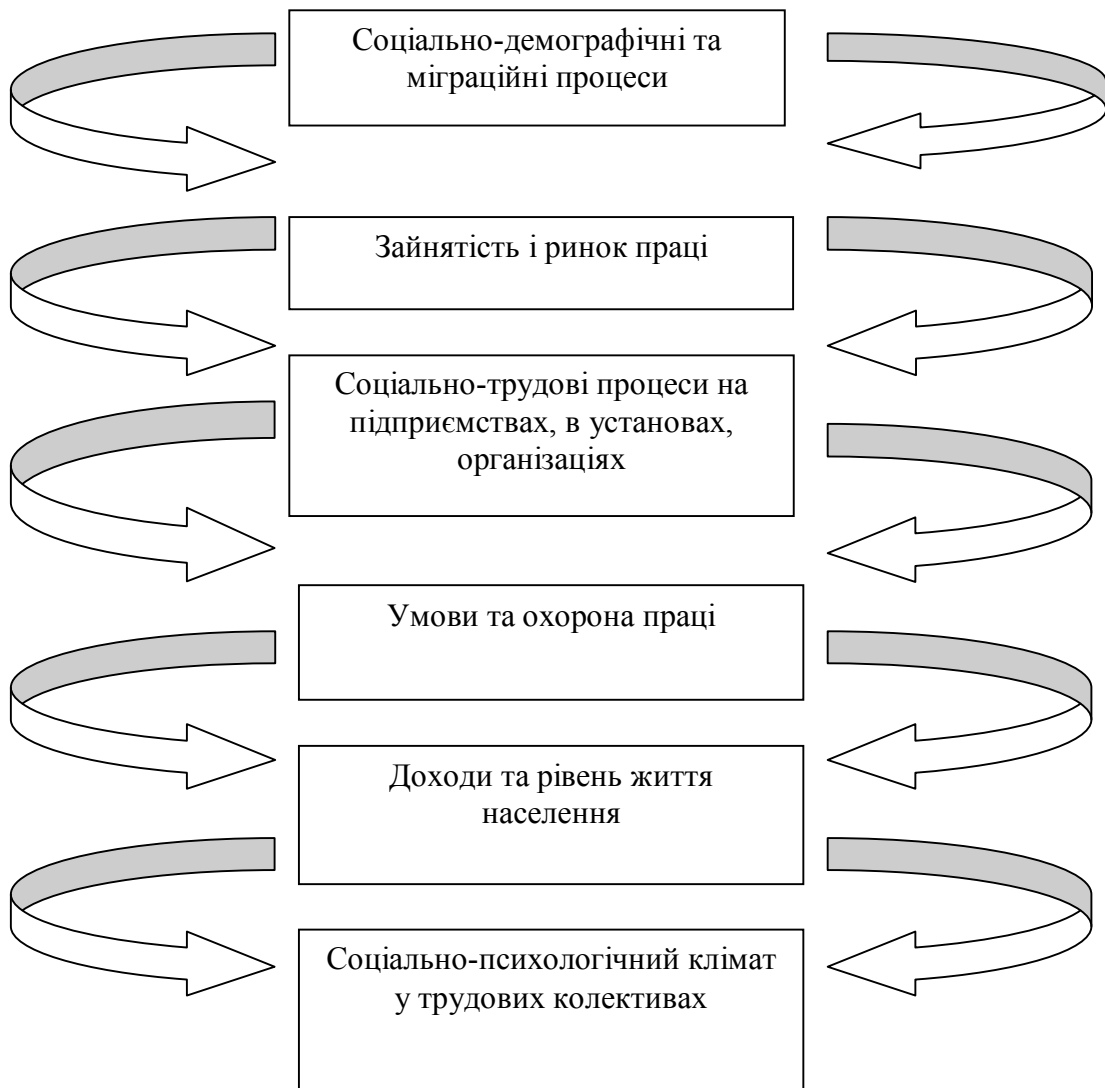 Соціально-демографічні та
міграційні процеси
Зайнятість і ринок праці
Соціально-трудові процеси на
підприємствах, в установах,
організаціях
Умови та охорона праці
Доходи та рівень життя
населення
Соціально-психологічний клімат
у трудових колективах